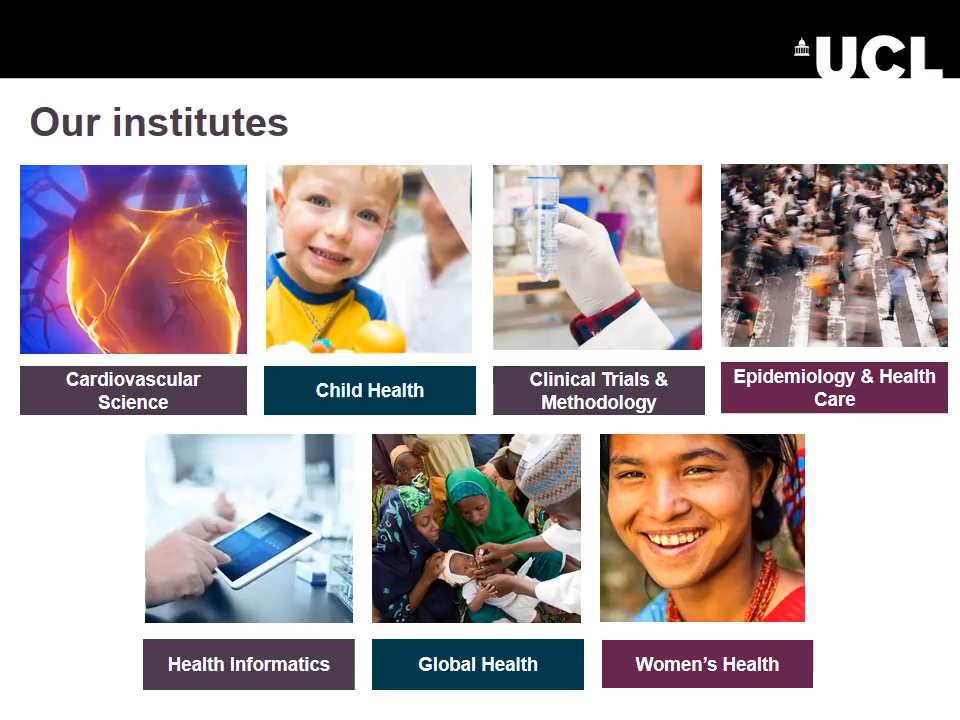 UCL
Our institutes
Cardiovascular
Science
Child Health
Clinical Trials &
Methodology
Epidemiology & Health
Care
Health Informatics
Global Health
Women’s Health